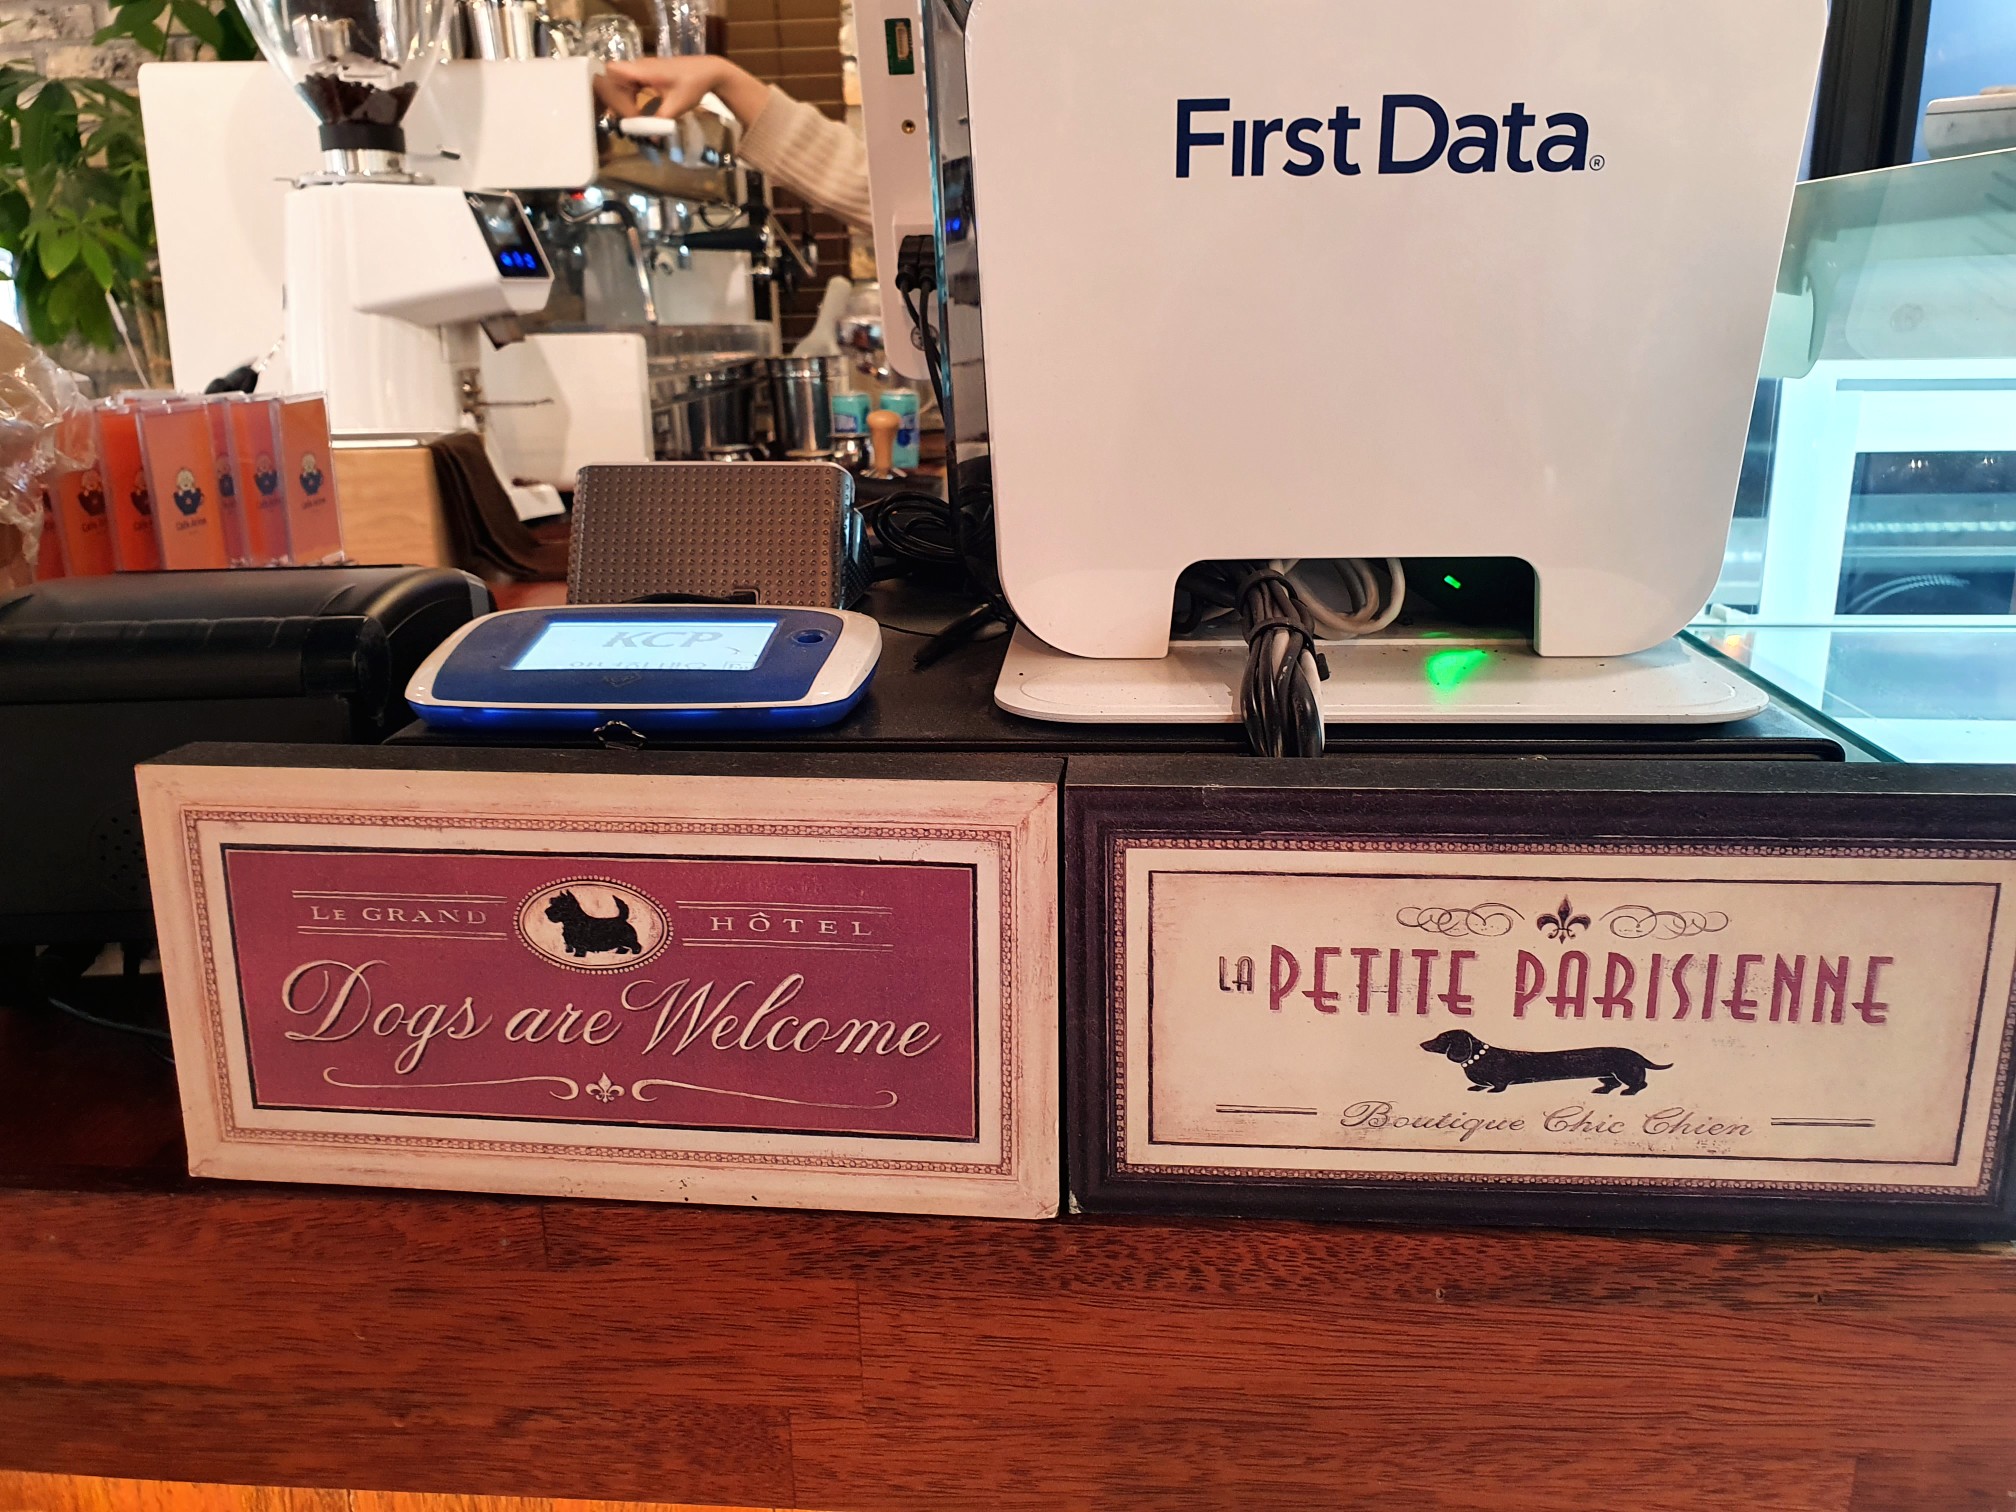 First Data®
KCP
LE GRAND HÔTEL
Dogs are Welcome
LA PETITE PARISIENNE
Boutique Chic Chien